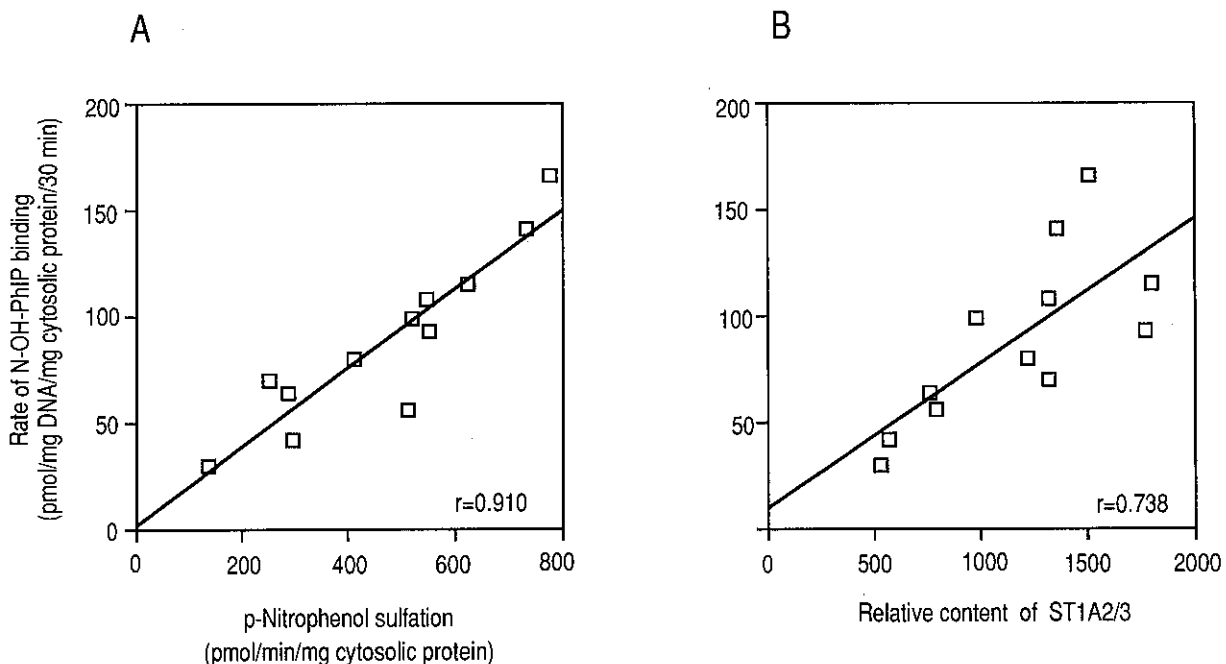 A
B
Rate of N-OH-PhIP binding
(pmol/mg DNA/mg cytosolic protein/30 min)
200
150
100
50
0
0
200
400
600
800
r=0.910
p-Nitrophenol sulfation
(pmol/min/mg cytosolic protein)
200
150
100
50
0
500
1000
1500
2000
r=0.738
Relative content of ST1A2/3